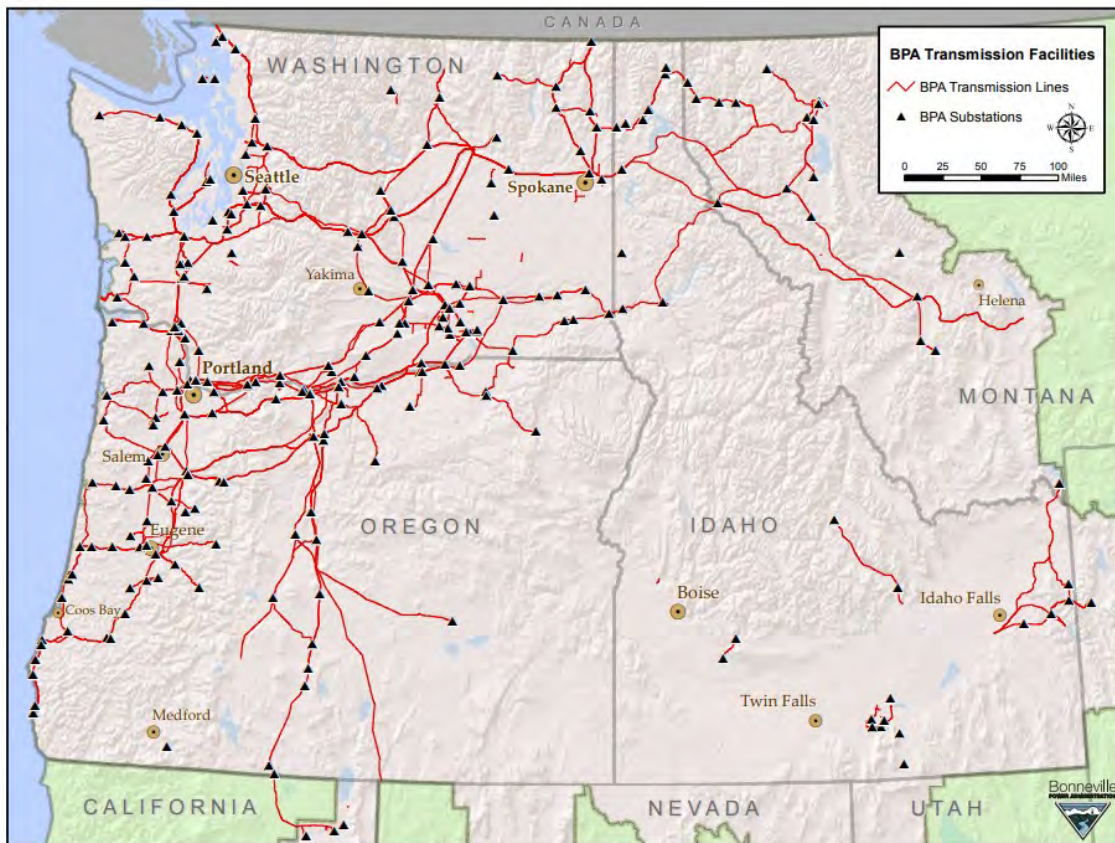 CANADA
WASHINGTON
BPA Transmission Facilities
BPA Transmission Lines
BPA Substations
N
W
E
S
0 25 50 75 100
Miles
Seattle
Spokane
Yakima
Helena
Portland
MONTANA
Salem
OREGON
IDAHO
Eugene
Boise
Idaho Falls
Coos Bay
Twin Falls
Medford
CALIFORNIA
NEVADA
UTAH
Bonneville
POWER ADMINISTRATION